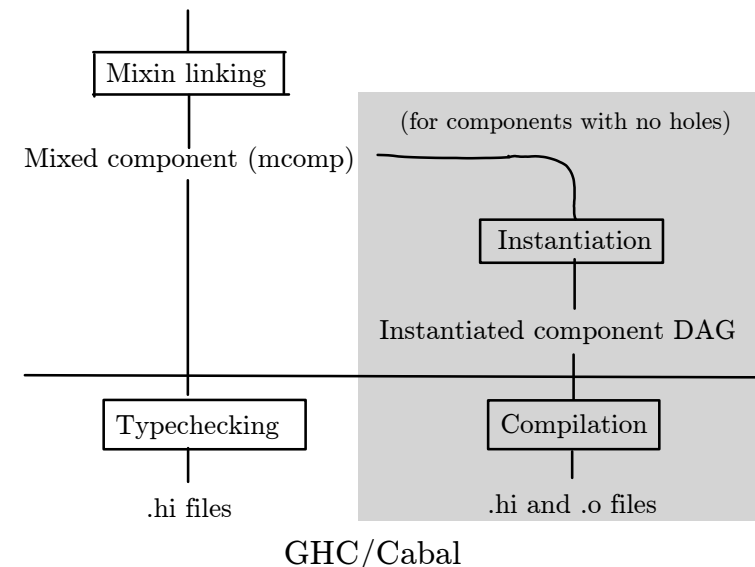 Mixin linking
(for components with no holes)
Mixed component (mcomp)
Instantiation
Instantiated component DAG
Typechecking
Compilation
.hi files
.hi and .o files
GHC/Cabal